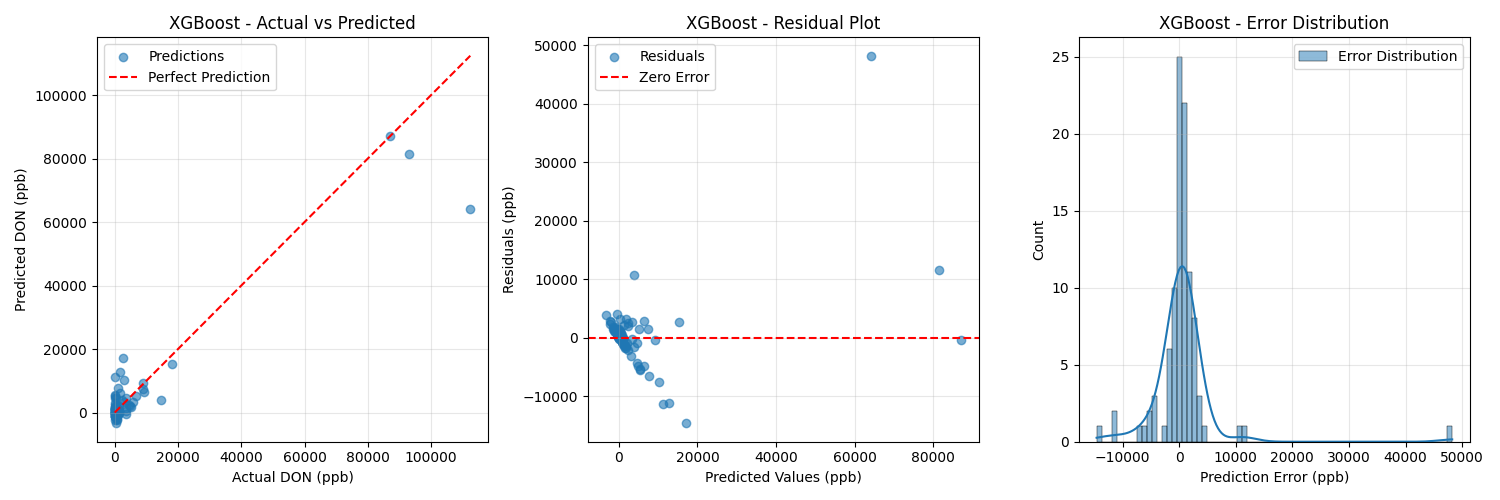 XGBoost - Actual vs Predicted
Predictions
Perfect Prediction
100000
80000
60000
40000
20000
0
Predicted DON (ppb)
0 20000 40000 60000 80000 100000
Actual DON (ppb)
XGBoost - Residual Plot
Residuals
Zero Error
50000
40000
30000
20000
10000
0
−10000
Residuals (ppb)
0 20000 40000 60000 80000
Predicted Values (ppb)
XGBoost - Error Distribution
Error Distribution
25
20
15
10
5
0
Count
−10000 0 10000 20000 30000 40000 50000
Prediction Error (ppb)